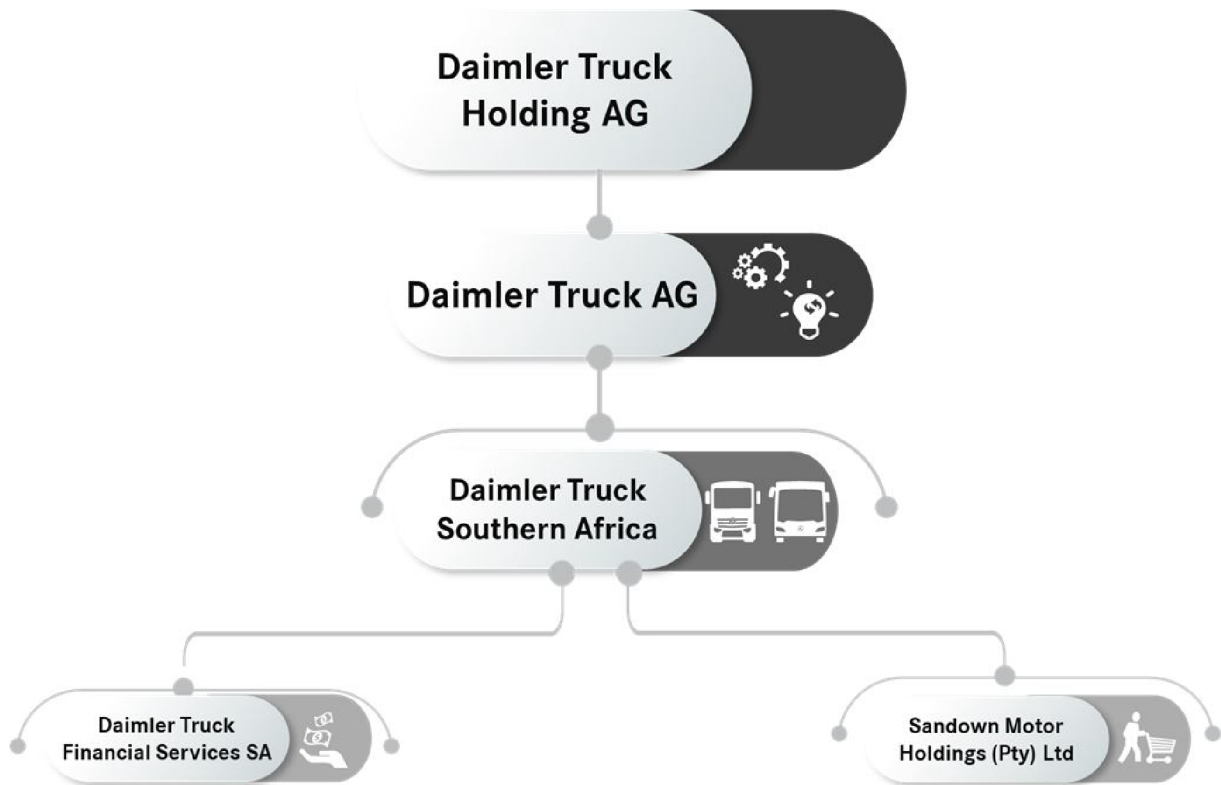 Daimler Truck
Holding AG
Daimler Truck AG
Daimler Truck
Southern Africa
Daimler Truck
Financial Services SA
Sandown Motor
Holdings (Pty) Ltd